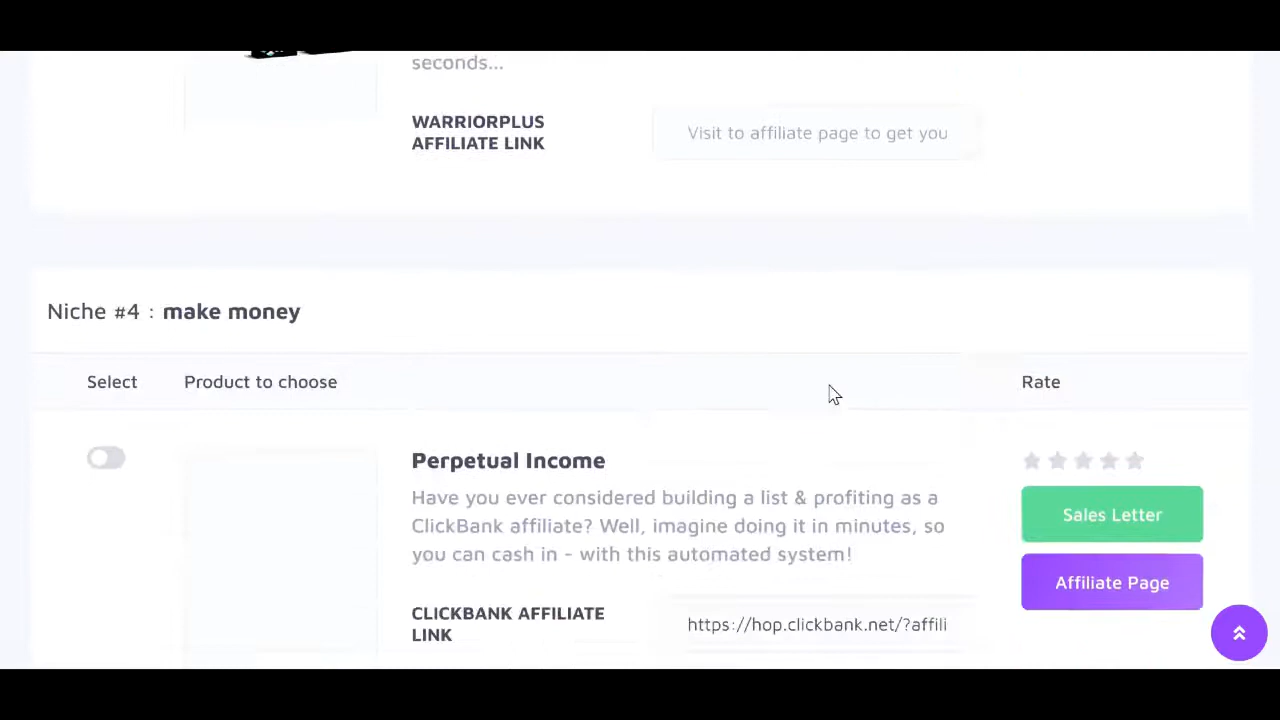 seconds...
WARRIORPLUS
AFFILIATE LINK
Visit to affiliate page to get you
Niche #4 : make money
Select
Product to choose
Rate
Perpetual Income
Have you ever considered building a list & profiting as a
ClickBank affiliate? Well, imagine doing it in minutes, so
you can cash in - with this automated system!
Sales Letter
Affiliate Page
CLICKBANK AFFILIATE
LINK
https://hop.clickbank.net/?affili